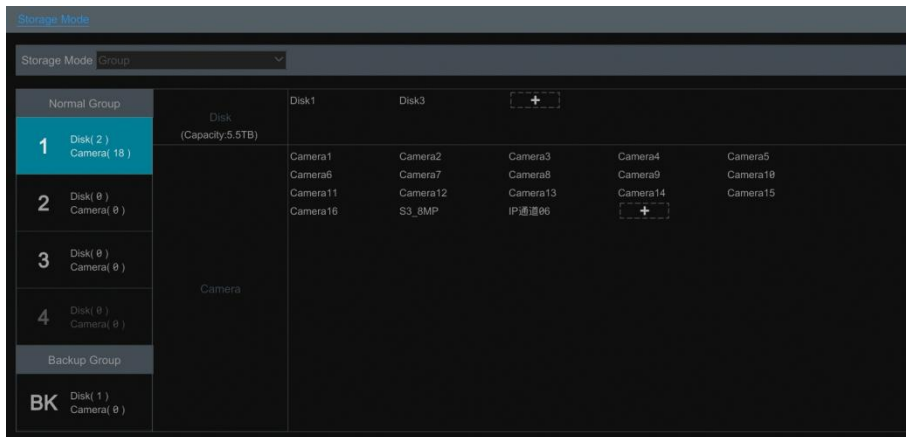 Storage Mode
Storage Mode Group
Normal Group
1
Disk( 2 )
Camera( 18 )
2
Disk( 0 )
Camera( 0 )
3
Disk( 0 )
Camera( 0 )
4
Disk( 0 )
Camera( 0 )
Backup Group
BK
Disk( 1 )
Camera( 0 )
Disk
(Capacity:5.5TB)
Disk1 Disk3 +
Camera
Camera1 Camera2 Camera3 Camera4 Camera5
Camera6 Camera7 Camera8 Camera9 Camera10
Camera11 Camera12 Camera13 Camera14 Camera15
Camera16 S3_8MP IP通道06 +